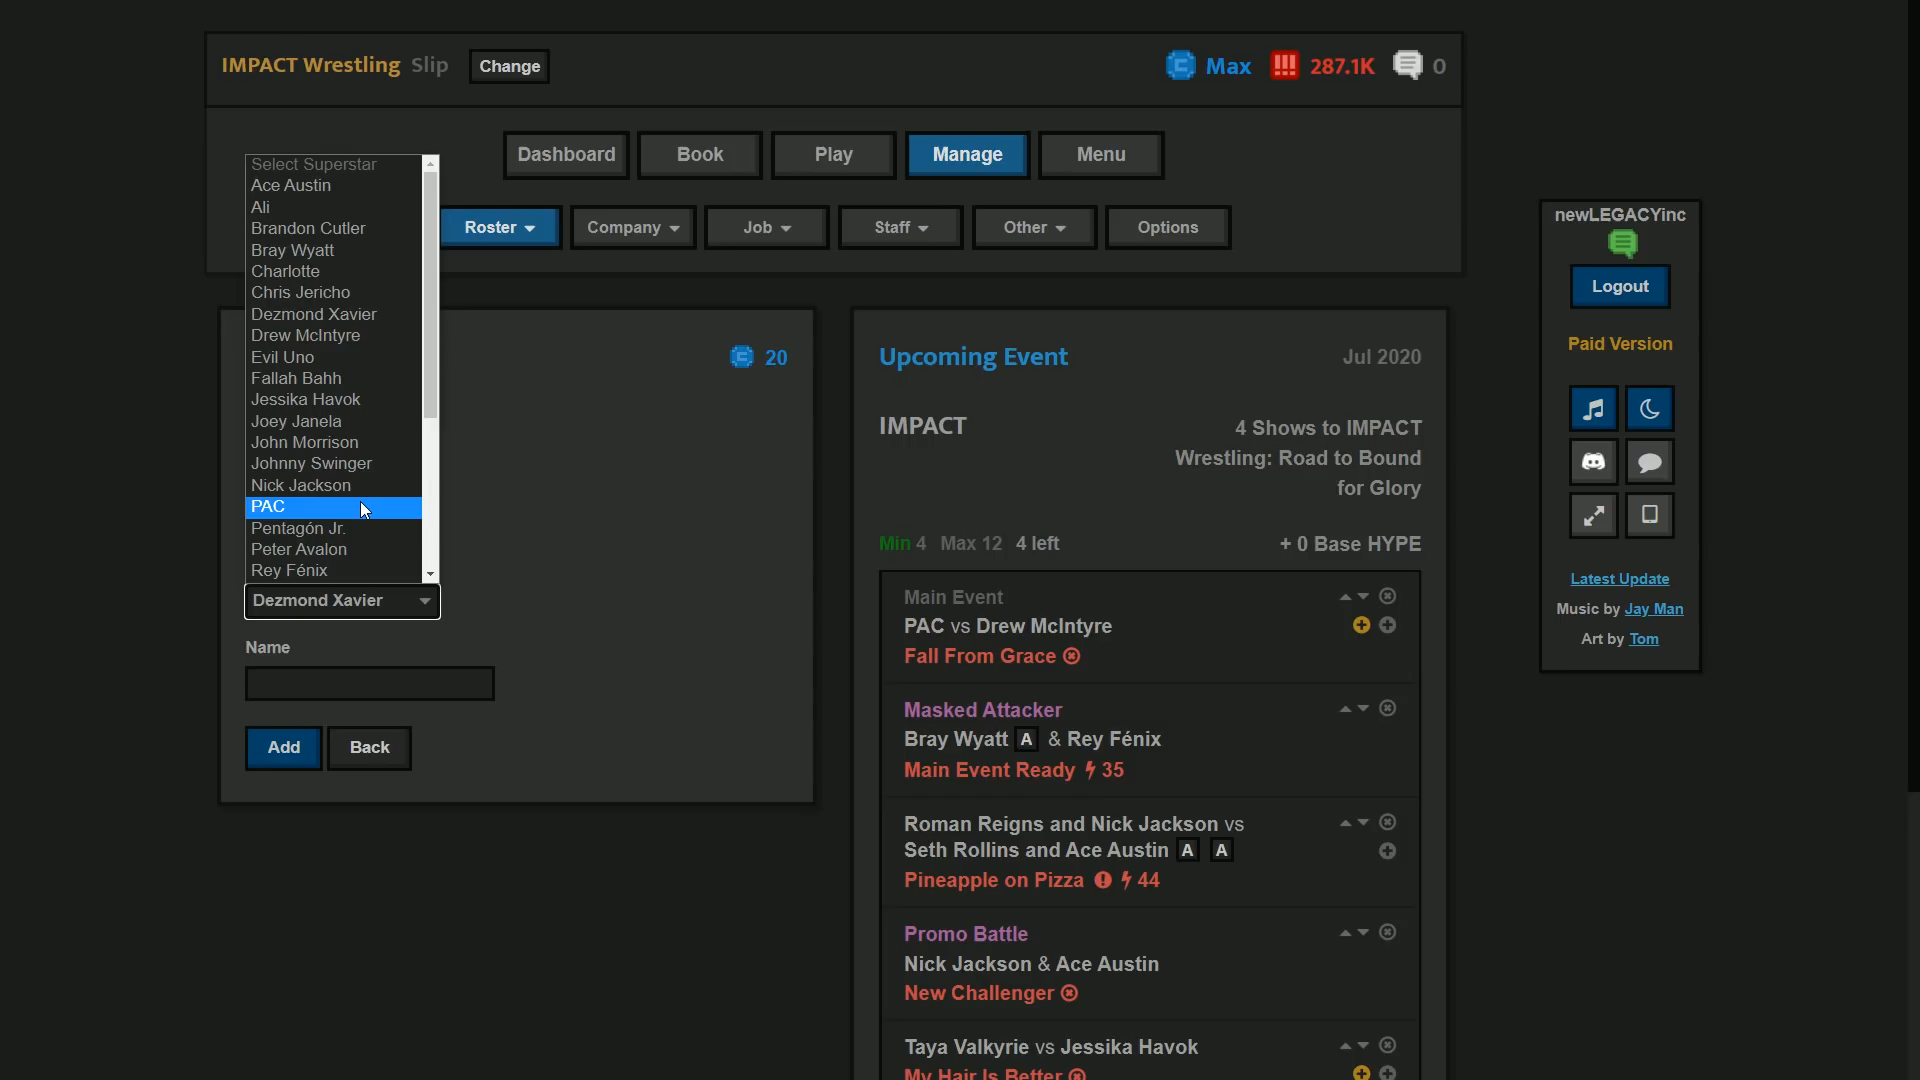 IMPACT Wrestling Slip Change
Max 287.1K 0
Dashboard Book Play Manage Menu
Roster Company Job Staff Other Options
Select Superstar
Ace Austin
Ali
Brandon Cutler
Bray Wyatt
Charlotte
Chris Jericho
Dezmond Xavier
Drew McIntyre
Evil Uno
Fallah Bahh
Jessika Havok
Joey Janela
John Morrison
Johnny Swinger
Nick Jackson
PAC
Pentagón Jr.
Peter Avalon
Rey Fénix
Dezmond Xavier
Name
Add Back
20
Upcoming Event Jul 2020
IMPACT
4 Shows to IMPACT
Wrestling: Road to Bound
for Glory
Min 4 Max 12 4 left + 0 Base HYPE
Main Event
PAC vs Drew McIntyre
Fall From Grace
Masked Attacker
Bray Wyatt A & Rey Fénix
Main Event Ready 35
Roman Reigns and Nick Jackson vs
Seth Rollins and Ace Austin A A
Pineapple on Pizza 44
Promo Battle
Nick Jackson & Ace Austin
New Challenger
Taya Valkyrie vs Jessika Havok
My Hair Is Better
newLEGACYinc
Logout
Paid Version
Latest Update
Music by Jay Man
Art by Tom